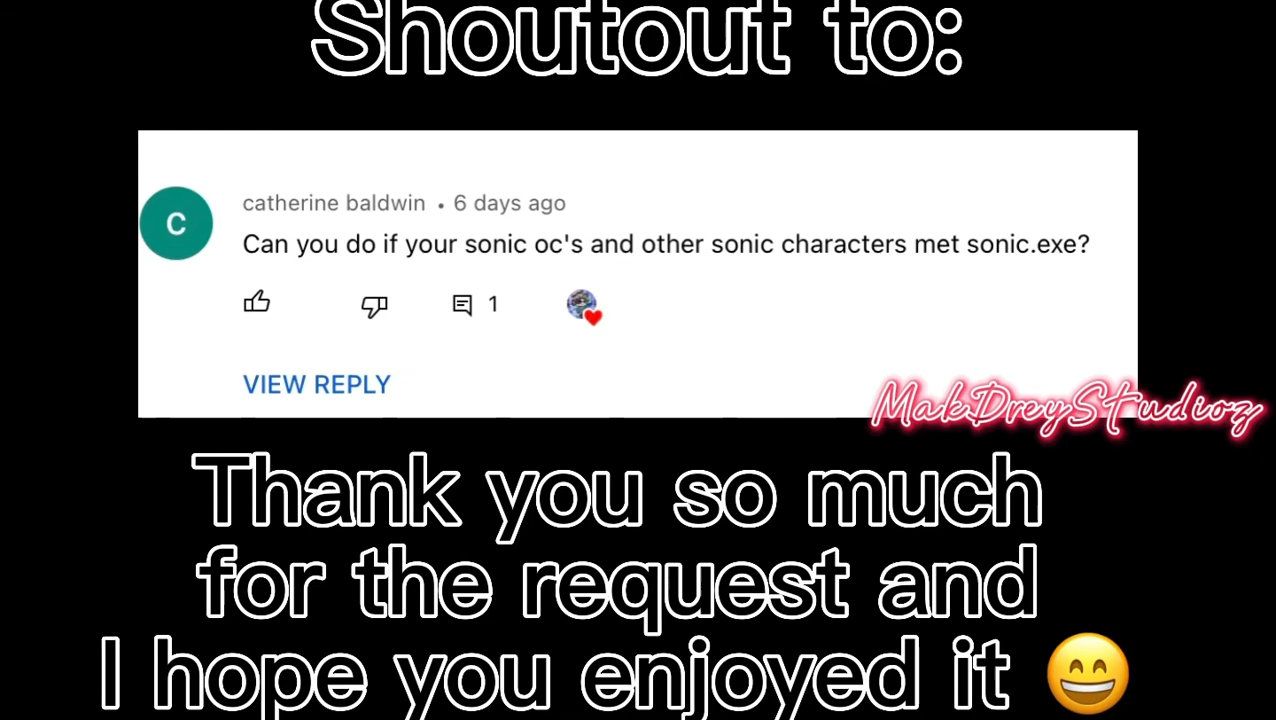 Shoutout to:
C
catherine baldwin • 6 days ago
Can you do if your sonic oc's and other sonic characters met sonic.exe?
1
VIEW REPLY
MakDreyStudioz
Thank you so much
for the request and
I hope you enjoyed it 😄